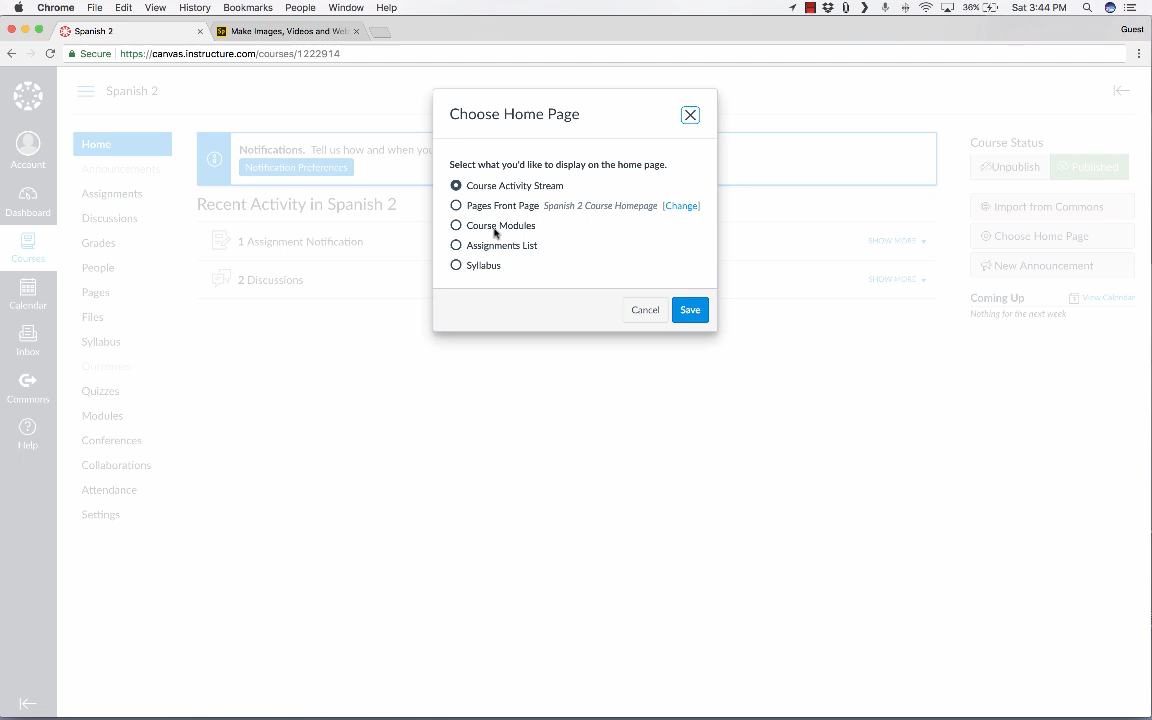 Chrome File Edit View History Bookmarks People Window Help 36% Sat 3:44 PM
Spanish 2 Make Images, Videos and Web Guest
Secure https://canvas.instructure.com/courses/1222914
Spanish 2
Account
Dashboard
Courses
Calendar
Inbox
Commons
Help
Home
Announcements
Assignments
Discussions
Grades
People
Pages
Files
Syllabus
Outcomes
Quizzes
Modules
Conferences
Collaborations
Attendance
Settings
Notifications. Tell us how and when you
Notification Preferences
Recent Activity in Spanish 2
1 Assignment Notification SHOW MORE
2 Discussions SHOW MORE
Choose Home Page
Select what you'd like to display on the home page.
Course Activity Stream
Pages Front Page Spanish 2 Course Homepage [Change]
Course Modules
Assignments List
Syllabus
Cancel Save
Course Status
Unpublish Published
Import from Commons
Choose Home Page
New Announcement
Coming Up View Calendar
Nothing for the next week